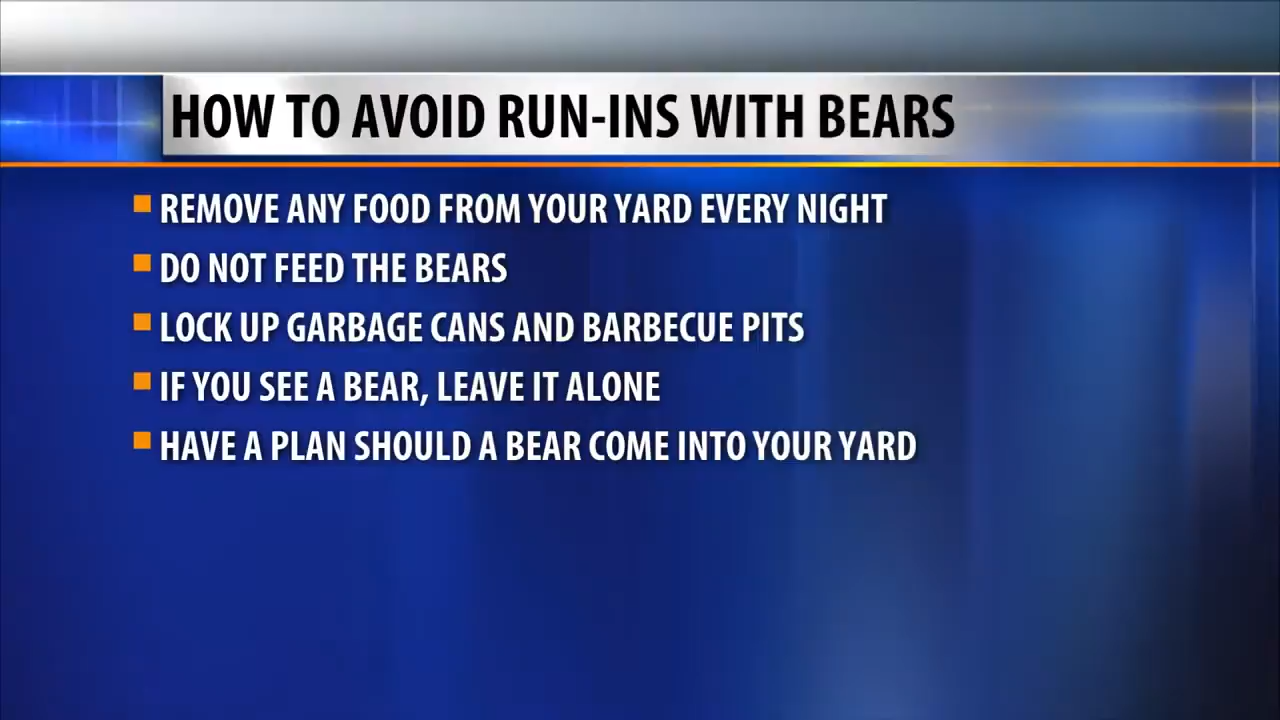 HOW TO AVOID RUN-INS WITH BEARS
REMOVE ANY FOOD FROM YOUR YARD EVERY NIGHT
DO NOT FEED THE BEARS
LOCK UP GARBAGE CANS AND BARBECUE PITS
IF YOU SEE A BEAR, LEAVE IT ALONE
HAVE A PLAN SHOULD A BEAR COME INTO YOUR YARD